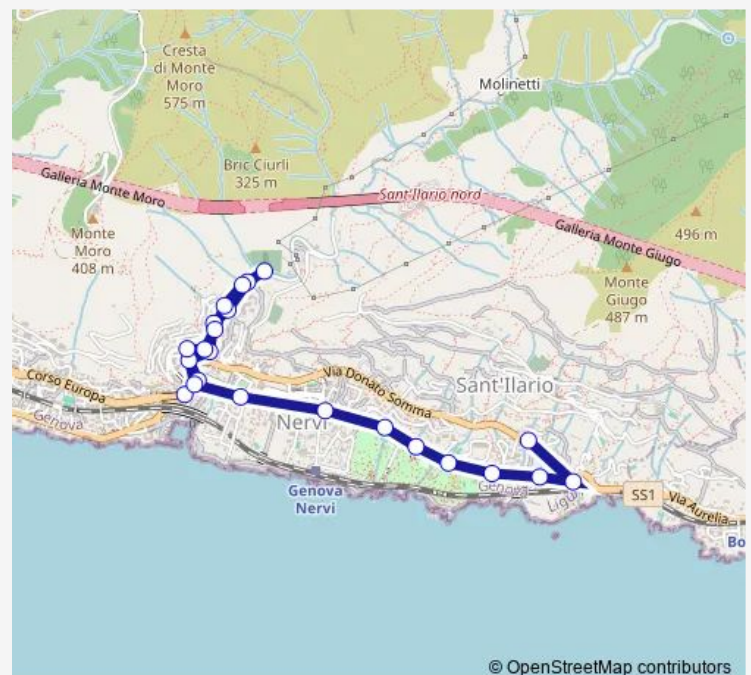 Cresta
di Monte
Moro
575 m
Molinetti
Bric Ciurli
325 m
Galleria Monte Moro
Sant'Ilario nord
Galleria Monte Giugo
496 m
Monte
Moro
408 m
Monte
Giugo
487 m
Corso Europa
Via Donato Somma
Sant'Ilario
Genova
Nervi
Genova
Nervi
Genova
SS1
Via Aurelia
Bo
© OpenStreetMap contributors